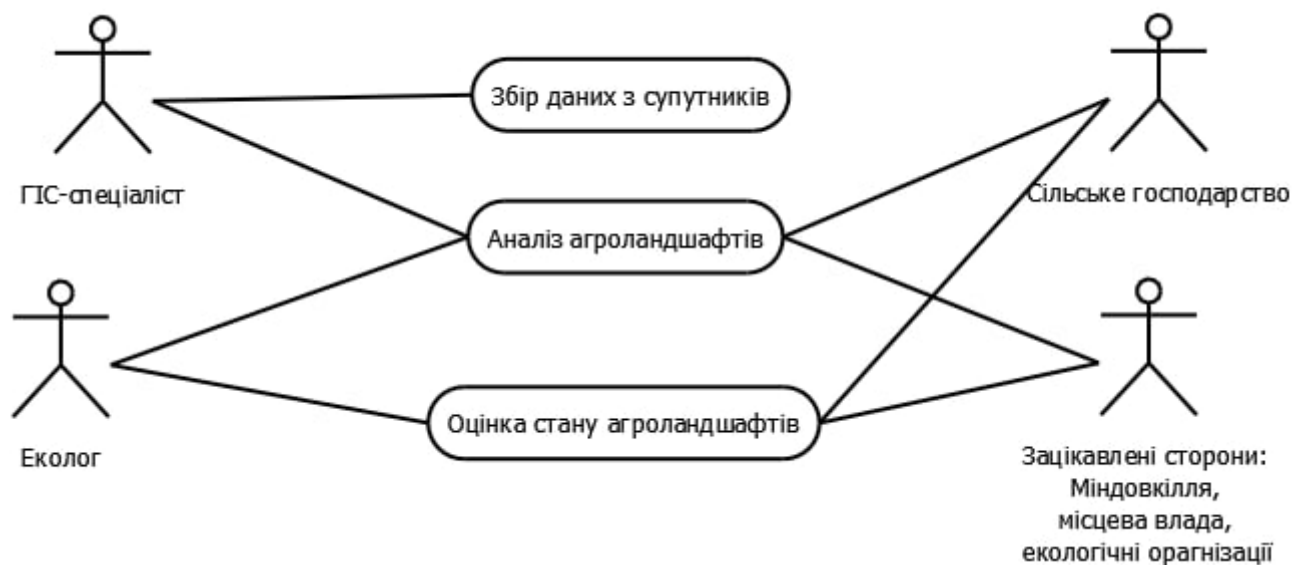 Збір даних з супутників
ГІС-спеціаліст
Сільське господарство
Аналіз агроландшафтів
Оцінка стану агроландшафтів
Еколог
Зацікавлені сторони:
Міндовкілля,
місцева влада,
екологічні орагнізації